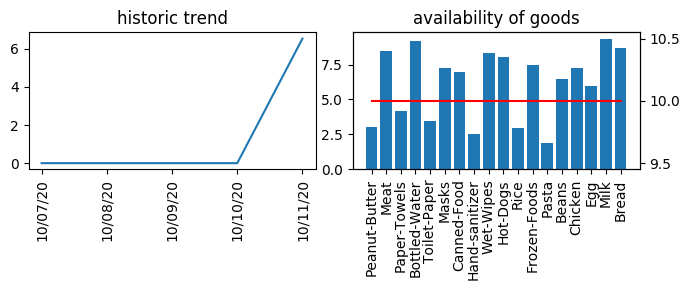 historic trend
6
4
2
0
10/07/20
10/08/20
10/09/20
10/10/20
10/11/20
availability of goods
7.5
5.0
2.5
0.0
10.5
10.0
9.5
Peanut-Butter
Meat
Paper-Towels
Bottled-Water
Toilet-Paper
Masks
Canned-Food
Hand-sanitizer
Wet-Wipes
Hot-Dogs
Rice
Frozen-Foods
Pasta
Beans
Chicken
Egg
Milk
Bread